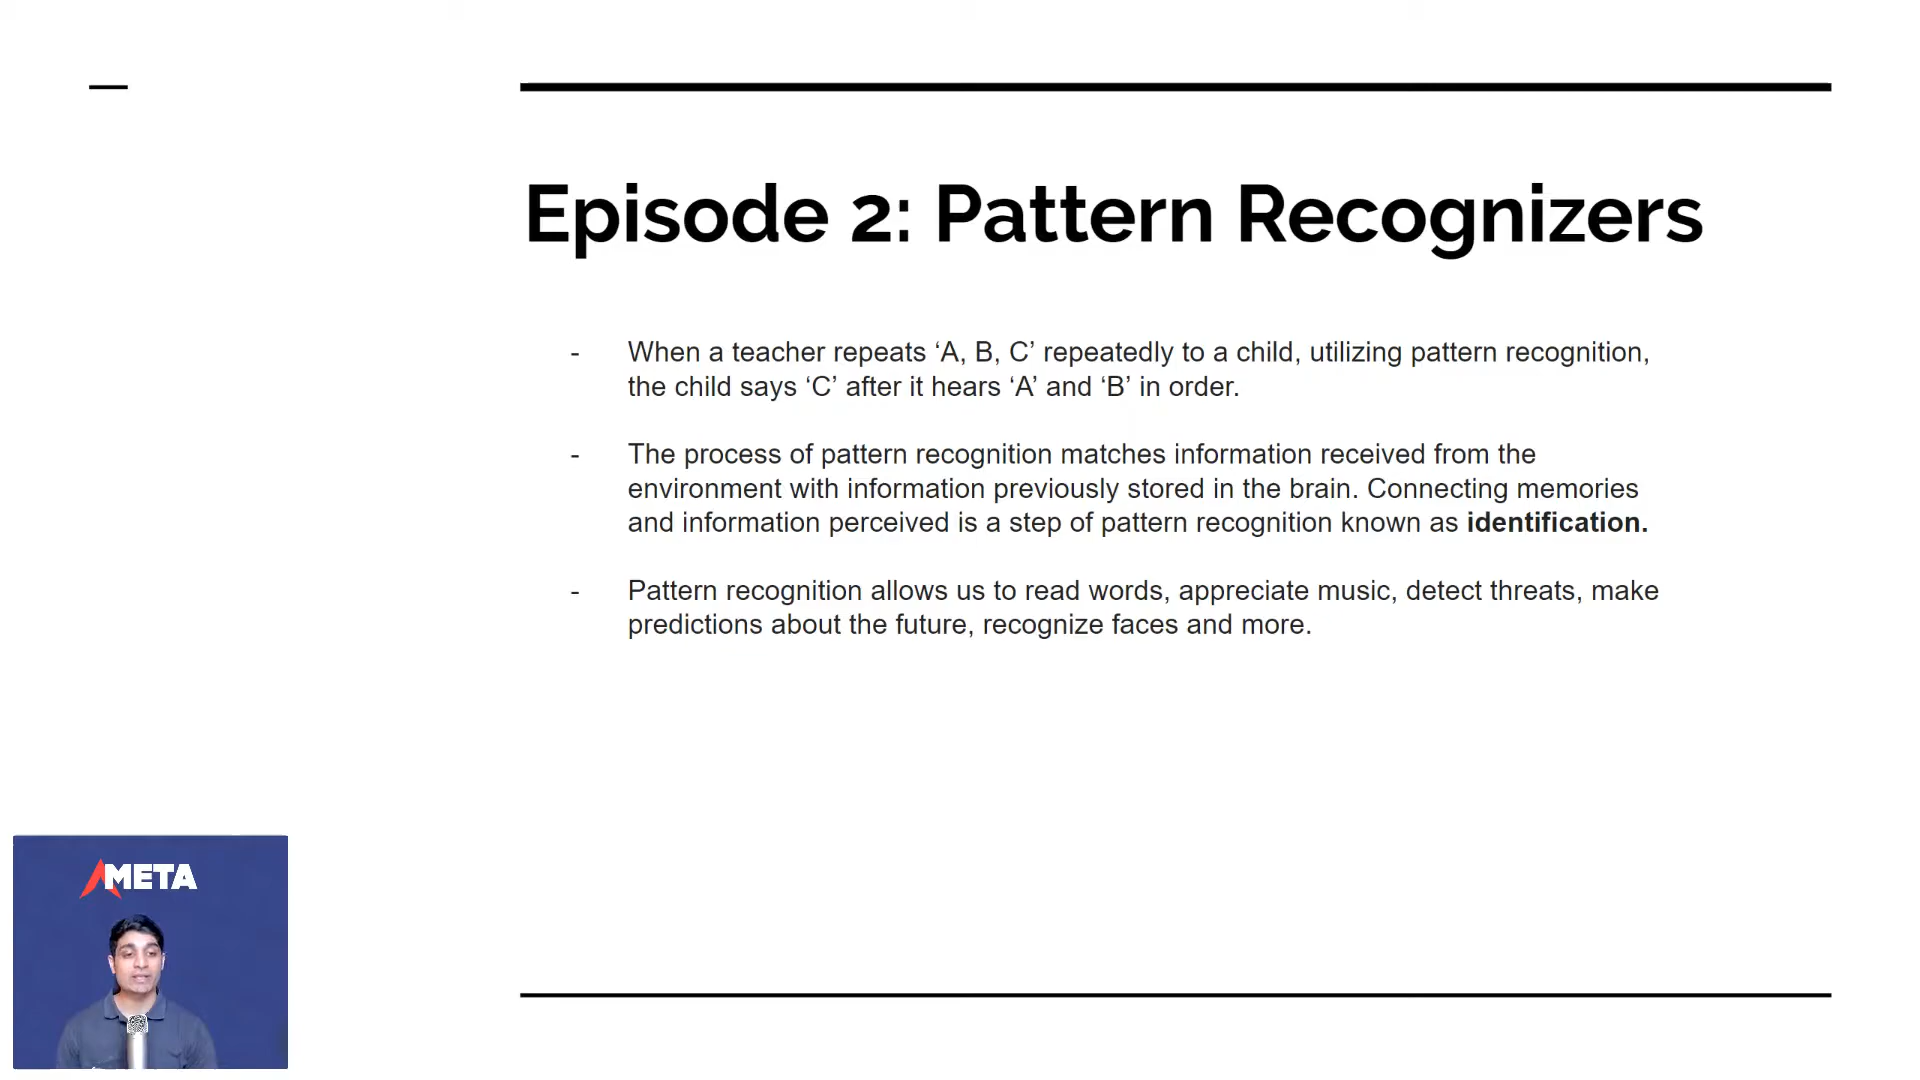 Episode 2: Pattern Recognizers
- When a teacher repeats ‘A, B, C’ repeatedly to a child, utilizing pattern recognition,
the child says ‘C’ after it hears ‘A’ and ‘B’ in order.
- The process of pattern recognition matches information received from the
environment with information previously stored in the brain. Connecting memories
and information perceived is a step of pattern recognition known as identification.
- Pattern recognition allows us to read words, appreciate music, detect threats, make
predictions about the future, recognize faces and more.
META